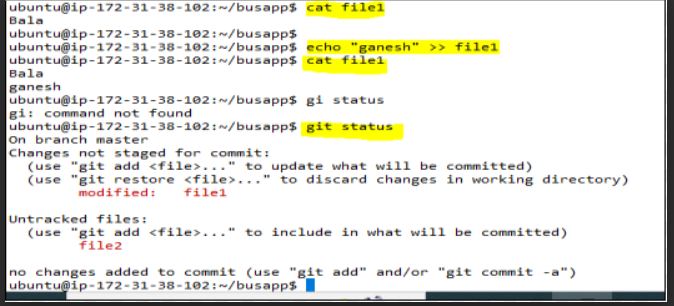 ubuntu@ip-172-31-38-102:~/busapp$ cat file1
Bala
ubuntu@ip-172-31-38-102:~/busapp$
ubuntu@ip-172-31-38-102:~/busapp$ echo "ganesh" >> file1
ubuntu@ip-172-31-38-102:~/busapp$ cat file1
Bala
ganesh
ubuntu@ip-172-31-38-102:~/busapp$ gi status
gi: command not found
ubuntu@ip-172-31-38-102:~/busapp$ git status
On branch master
Changes not staged for commit:
  (use "git add <file>..." to update what will be committed)
  (use "git restore <file>..." to discard changes in working directory)
        modified:   file1

Untracked files:
  (use "git add <file>..." to include in what will be committed)
        file2

no changes added to commit (use "git add" and/or "git commit -a")
ubuntu@ip-172-31-38-102:~/busapp$